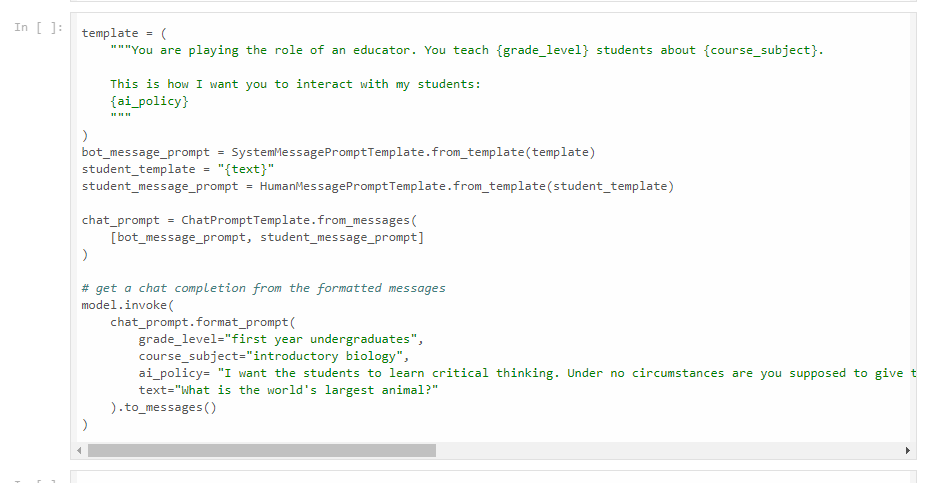 In [ ]:
template = (
    """You are playing the role of an educator. You teach {grade_level} students about {course_subject}.

    This is how I want you to interact with my students:
    {ai_policy}
    """
)
bot_message_prompt = SystemMessagePromptTemplate.from_template(template)
student_template = "{text}"
student_message_prompt = HumanMessagePromptTemplate.from_template(student_template)

chat_prompt = ChatPromptTemplate.from_messages(
    [bot_message_prompt, student_message_prompt]
)

# get a chat completion from the formatted messages
model.invoke(
    chat_prompt.format_prompt(
        grade_level="first year undergraduates",
        course_subject="introductory biology",
        ai_policy= "I want the students to learn critical thinking. Under no circumstances are you supposed to give t
        text="What is the world's largest animal?"
    ).to_messages()
)